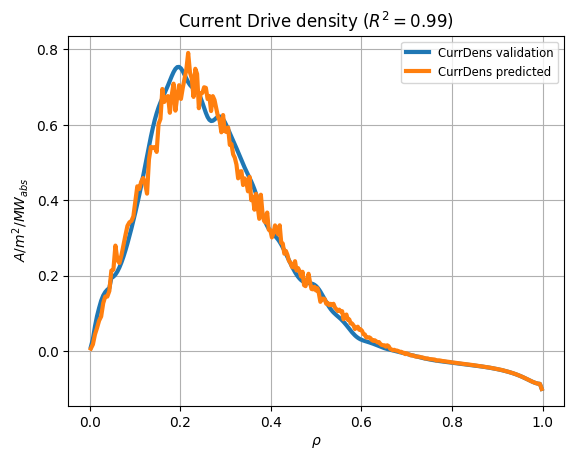 Current Drive density ($R^2 = 0.99$)
CurrDens validation
CurrDens predicted
$A/m^2/MW_{abs}$
0.8
0.6
0.4
0.2
0.0
0.0 0.2 0.4 0.6 0.8 1.0
$\rho$